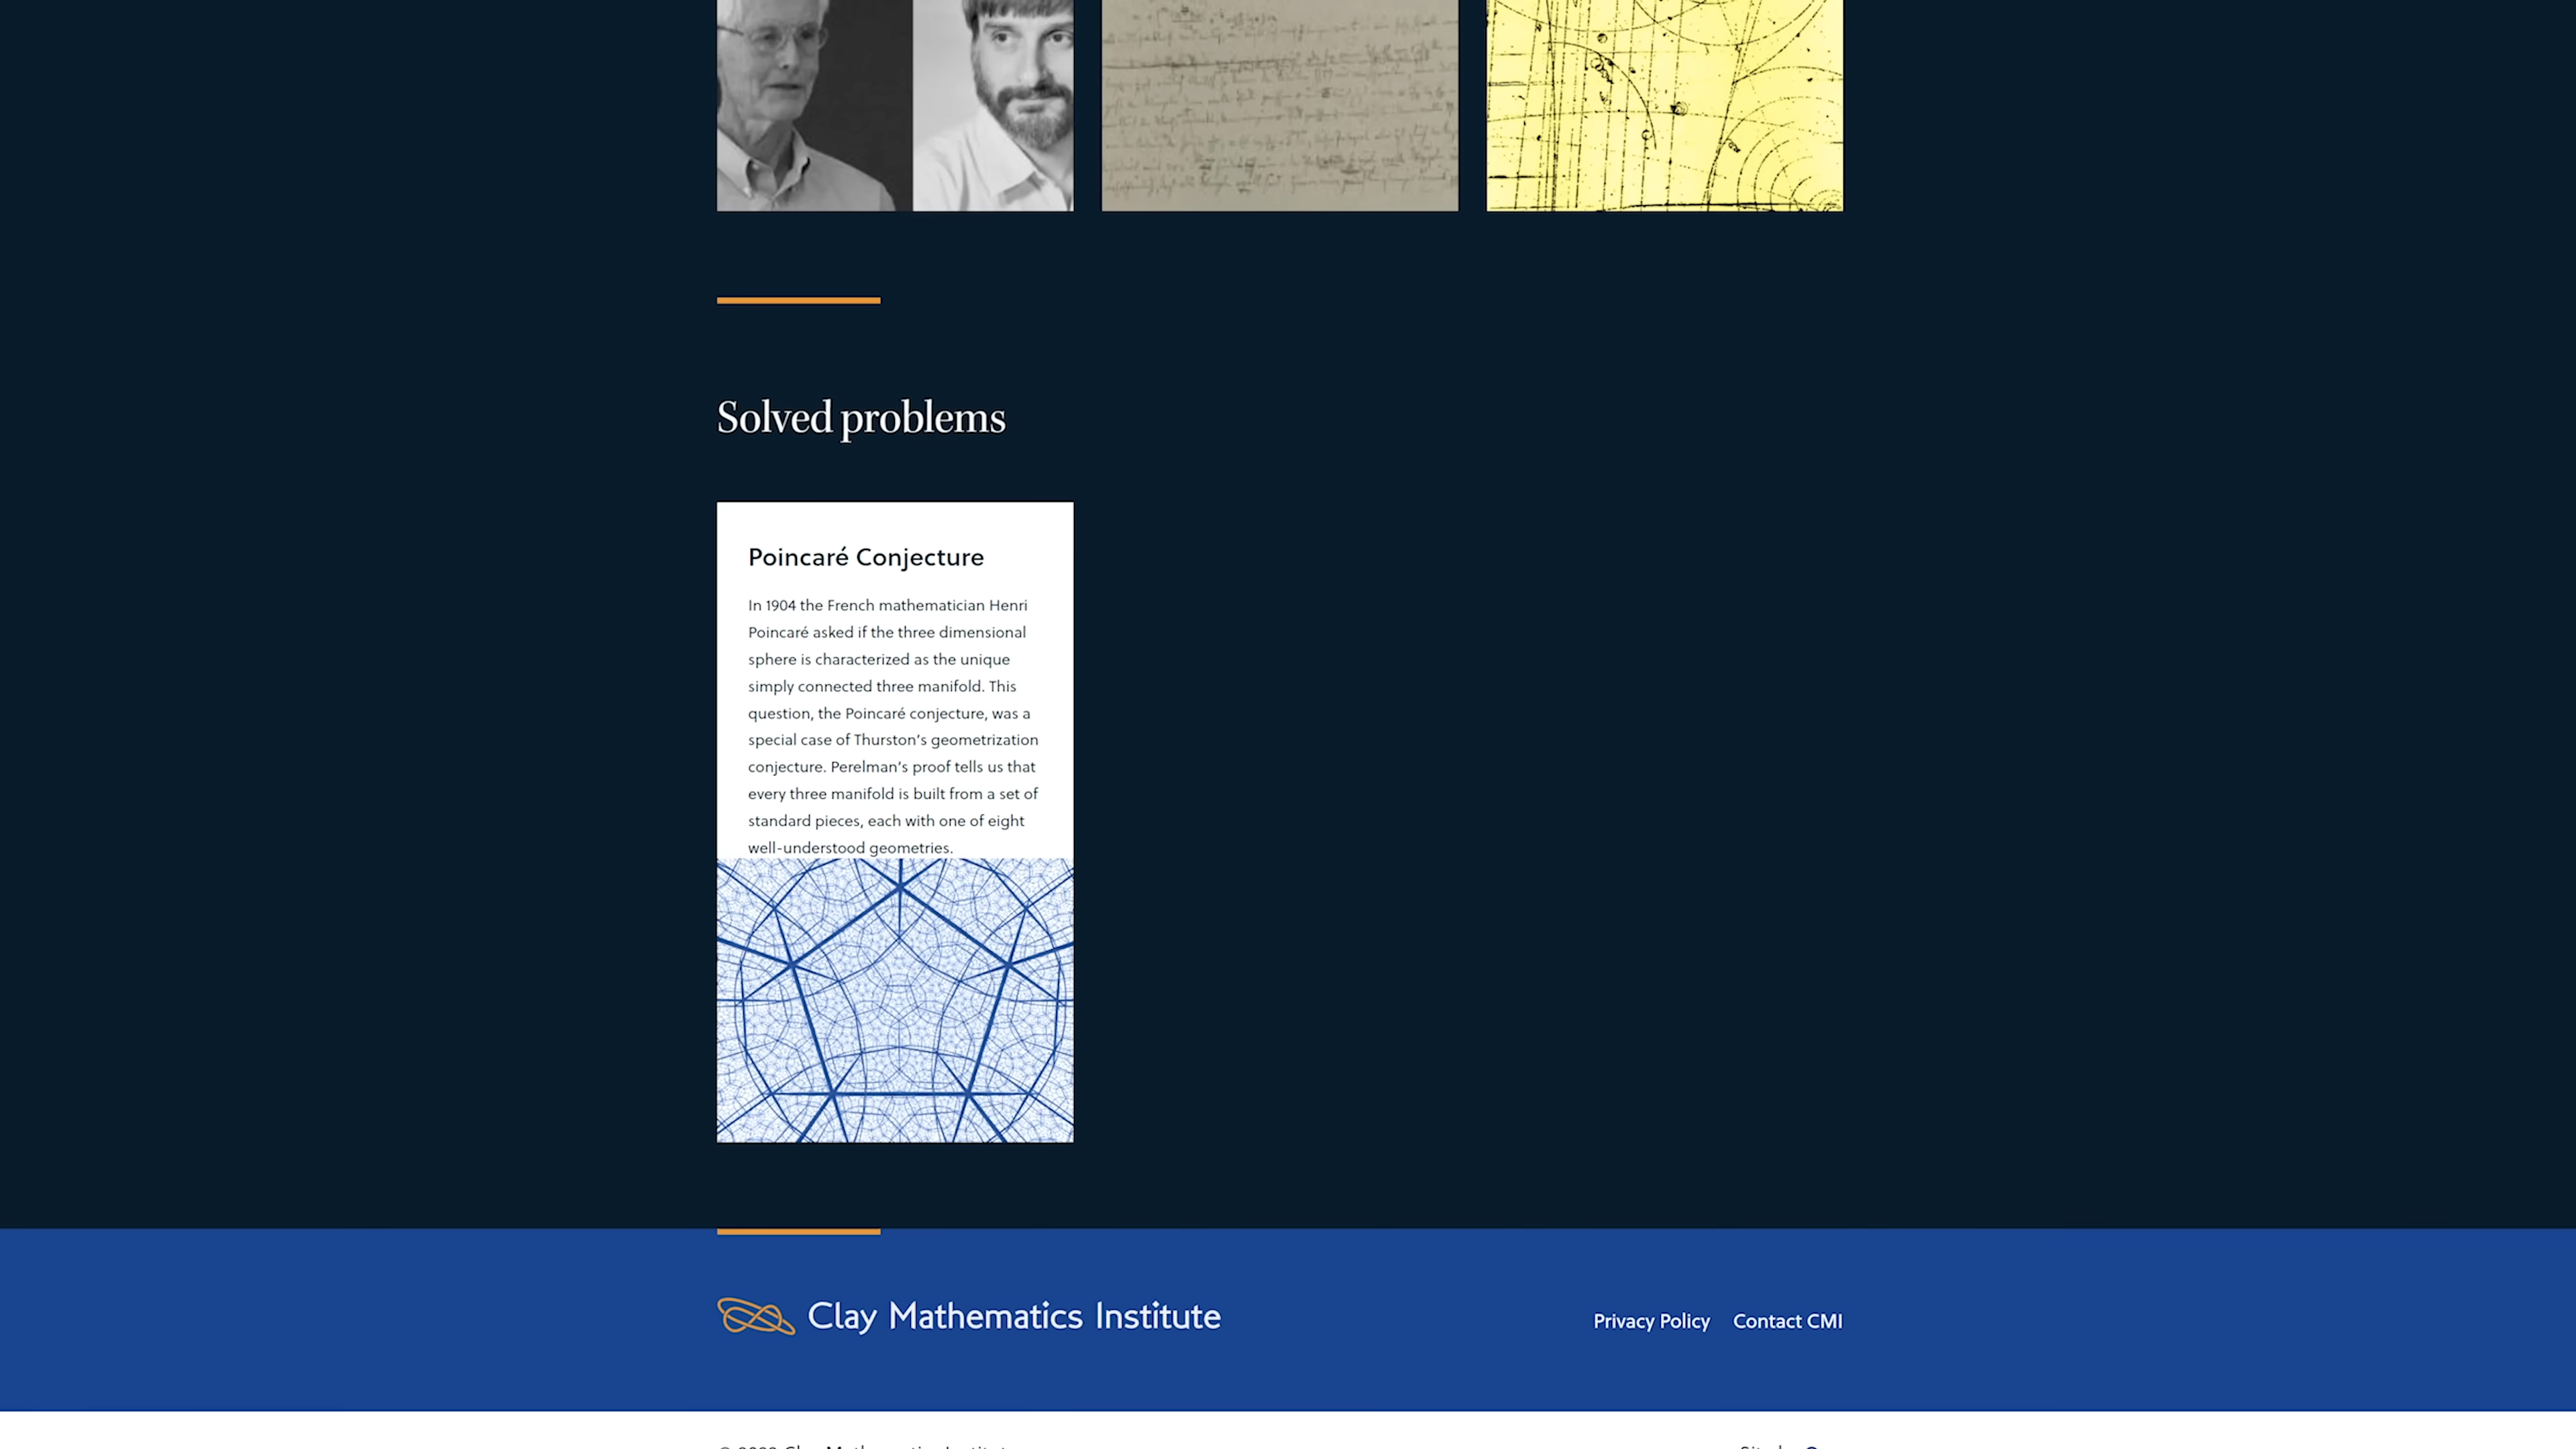 Solved problems
Poincaré Conjecture
In 1904 the French mathematician Henri
Poincaré asked if the three dimensional
sphere is characterized as the unique
simply connected three manifold. This
question, the Poincaré conjecture, was a
special case of Thurston's geometrization
conjecture. Perelman's proof tells us that
every three manifold is built from a set of
standard pieces, each with one of eight
well-understood geometries.
Clay Mathematics Institute
Privacy Policy Contact CMI